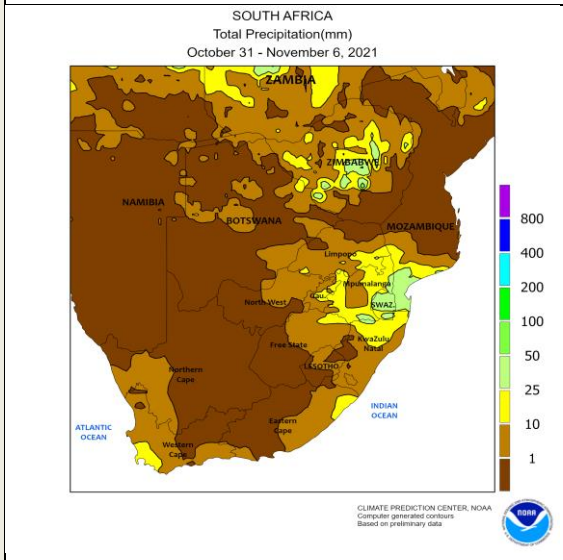 SOUTH AFRICA
Total Precipitation(mm)
October 31 - November 6, 2021
ZAMBIA
ZIMBABWE
NAMIBIA
BOTSWANA
MOZAMBIQUE
Limpopo
Mpumalanga
Gau.
SWAZ.
North West
Free State
KwaZulu
Natal
LESOTHO
Northern
Cape
Eastern
Cape
Western
Cape
ATLANTIC
OCEAN
INDIAN
OCEAN
800
400
200
100
50
25
10
1
CLIMATE PREDICTION CENTER, NOAA
Computer generated contours
Based on preliminary data
NOAA